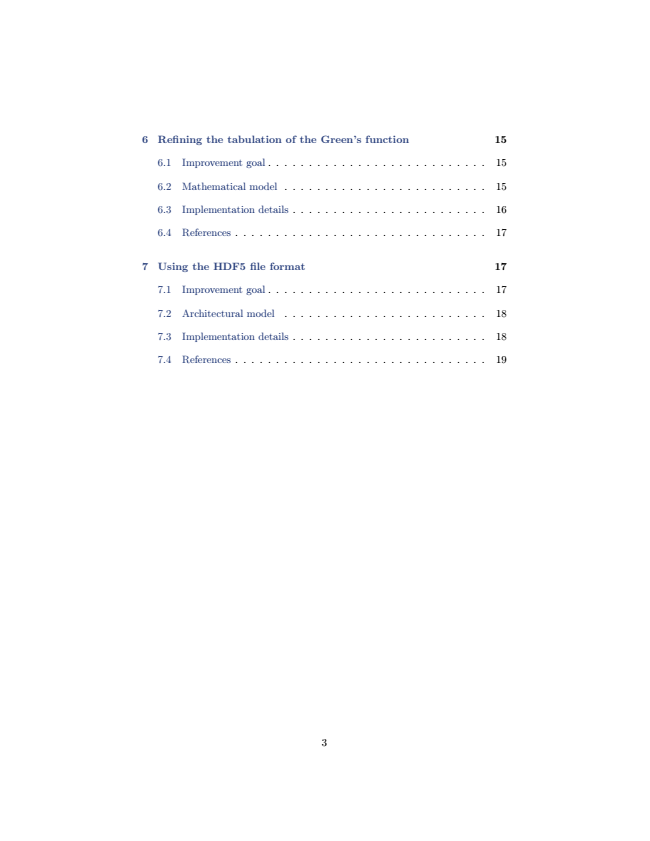 6 Refining the tabulation of the Green's function 15
6.1 Improvement goal . . . . . . . . . . . . . . . . . . . . . . . . . . . 15
6.2 Mathematical model . . . . . . . . . . . . . . . . . . . . . . . . . 15
6.3 Implementation details . . . . . . . . . . . . . . . . . . . . . . . . 16
6.4 References . . . . . . . . . . . . . . . . . . . . . . . . . . . . . . . 17
7 Using the HDF5 file format 17
7.1 Improvement goal . . . . . . . . . . . . . . . . . . . . . . . . . . . 17
7.2 Architectural model . . . . . . . . . . . . . . . . . . . . . . . . . 18
7.3 Implementation details . . . . . . . . . . . . . . . . . . . . . . . . 18
7.4 References . . . . . . . . . . . . . . . . . . . . . . . . . . . . . . . 19
3